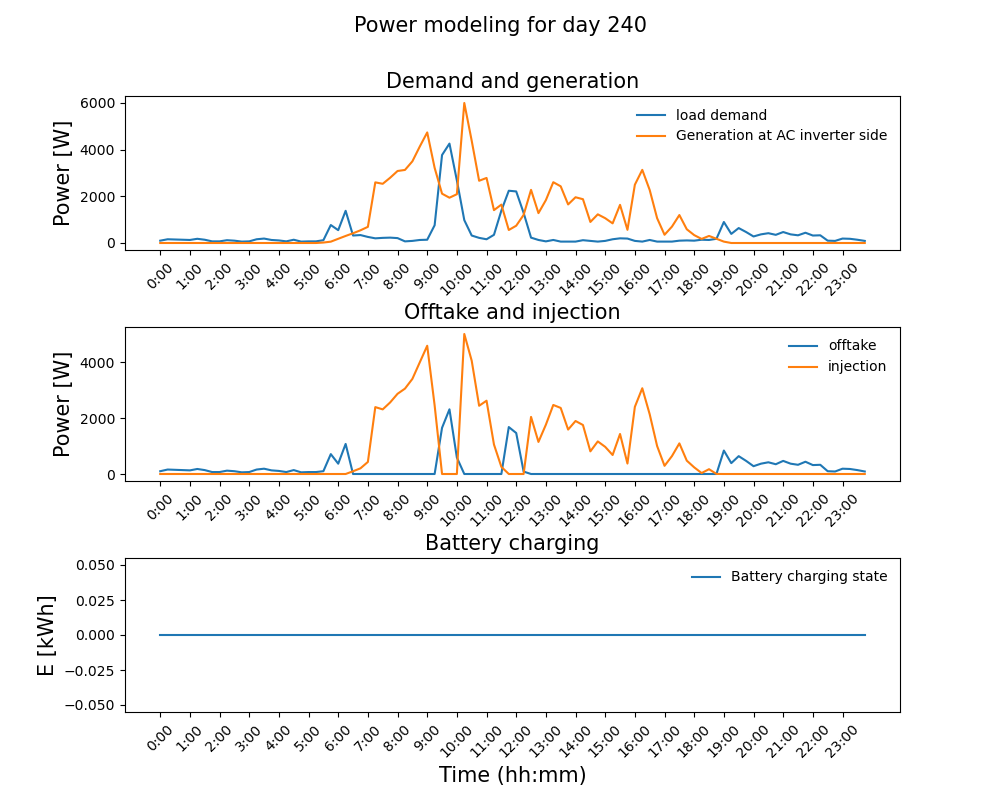 Power modeling for day 240
Demand and generation
Power [W]
6000
4000
2000
0
load demand
Generation at AC inverter side
0:00 1:00 2:00 3:00 4:00 5:00 6:00 7:00 8:00 9:00 10:00 11:00 12:00 13:00 14:00 15:00 16:00 17:00 18:00 19:00 20:00 21:00 22:00 23:00
Offtake and injection
Power [W]
4000
2000
0
offtake
injection
0:00 1:00 2:00 3:00 4:00 5:00 6:00 7:00 8:00 9:00 10:00 11:00 12:00 13:00 14:00 15:00 16:00 17:00 18:00 19:00 20:00 21:00 22:00 23:00
Battery charging
E [kWh]
0.050
0.025
0.000
−0.025
−0.050
Battery charging state
0:00 1:00 2:00 3:00 4:00 5:00 6:00 7:00 8:00 9:00 10:00 11:00 12:00 13:00 14:00 15:00 16:00 17:00 18:00 19:00 20:00 21:00 22:00 23:00
Time (hh:mm)